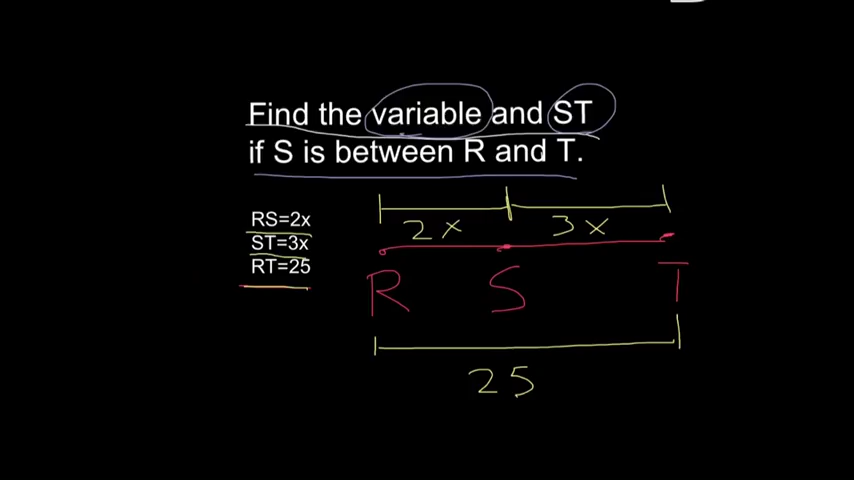 Find the variable and ST
if S is between R and T.
RS=2x
ST=3x
RT=25
2x 3x
R S T
25